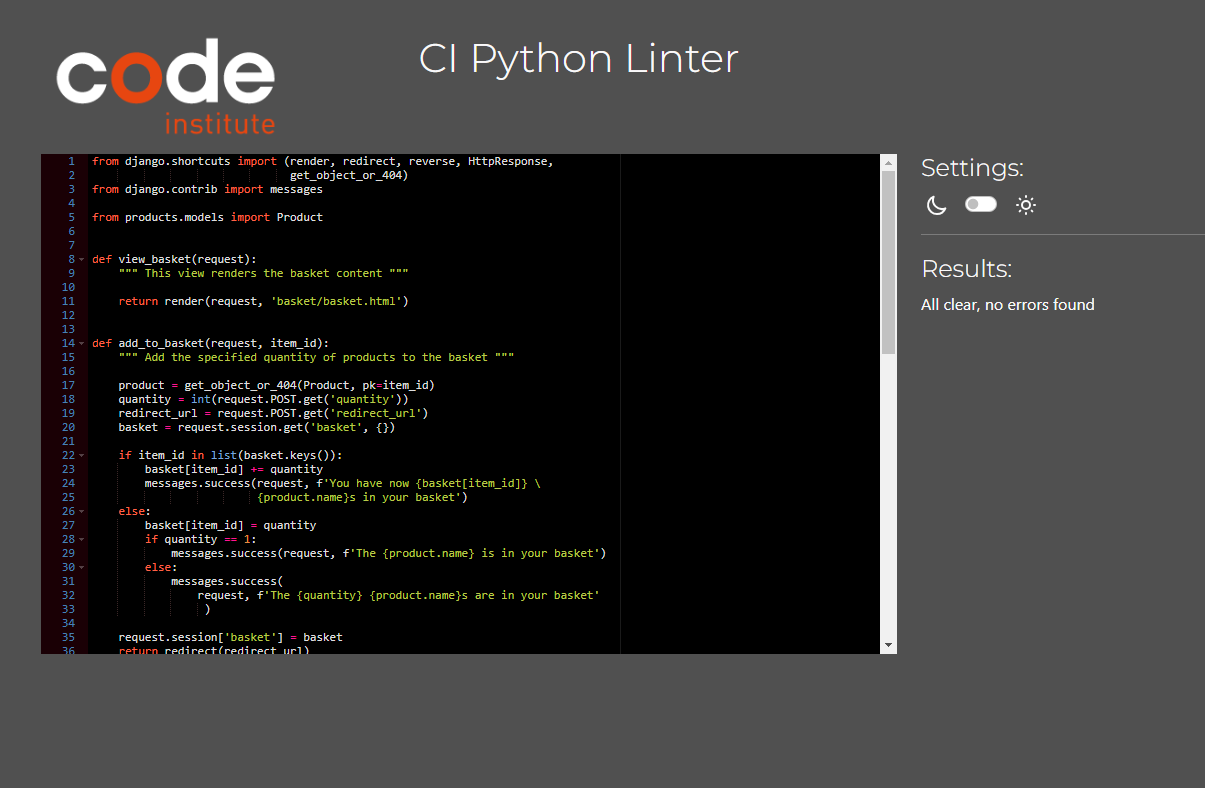 code
institute
CI Python Linter
1 from django.shortcuts import (render, redirect, reverse, HttpResponse,
2                               get_object_or_404)
3 from django.contrib import messages
4
5 from products.models import Product
6
7
8 def view_basket(request):
9     """ This view renders the basket content """
10
11     return render(request, 'basket/basket.html')
12
13
14 def add_to_basket(request, item_id):
15     """ Add the specified quantity of products to the basket """
16
17     product = get_object_or_404(Product, pk=item_id)
18     quantity = int(request.POST.get('quantity'))
19     redirect_url = request.POST.get('redirect_url')
20     basket = request.session.get('basket', {})
21
22     if item_id in list(basket.keys()):
23         basket[item_id] += quantity
24         messages.success(request, f'You have now {basket[item_id]} \
25                          {product.name}s in your basket')
26     else:
27         basket[item_id] = quantity
28         if quantity == 1:
29             messages.success(request, f'The {product.name} is in your basket')
30         else:
31             messages.success(
32                 request, f'The {quantity} {product.name}s are in your basket'
33                  )
34
35     request.session['basket'] = basket
36     return redirect(redirect_url)
Settings:
Results:
All clear, no errors found